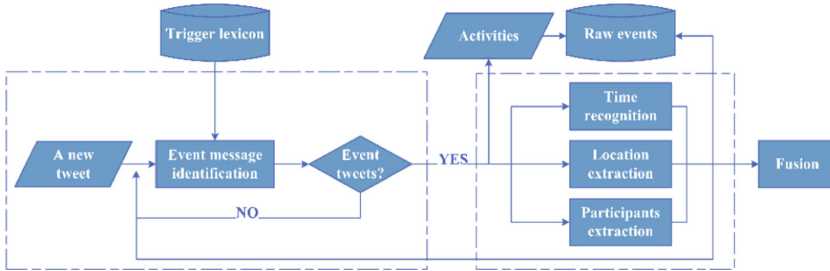 Trigger lexicon
Activities
Raw events
A new
tweet
Event message
identification
Event
tweets?
YES
NO
Time
recognition
Location
extraction
Participants
extraction
Fusion